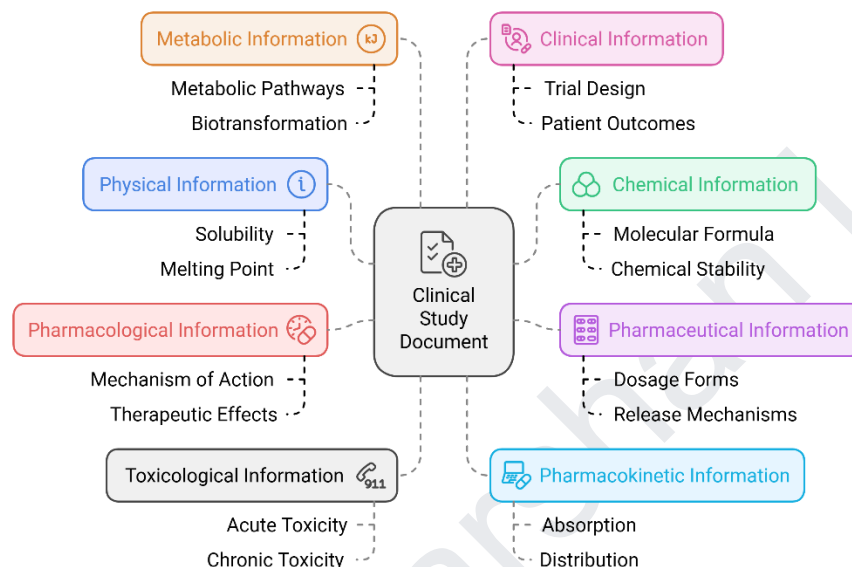 Metabolic Information kJ
Metabolic Pathways
Biotransformation
Clinical Information
Trial Design
Patient Outcomes
Physical Information i
Solubility
Melting Point
Chemical Information
Molecular Formula
Chemical Stability
Clinical
Study
Document
Pharmacological Information
Mechanism of Action
Therapeutic Effects
Pharmaceutical Information
Dosage Forms
Release Mechanisms
Toxicological Information 911
Acute Toxicity
Chronic Toxicity
Pharmacokinetic Information
Absorption
Distribution